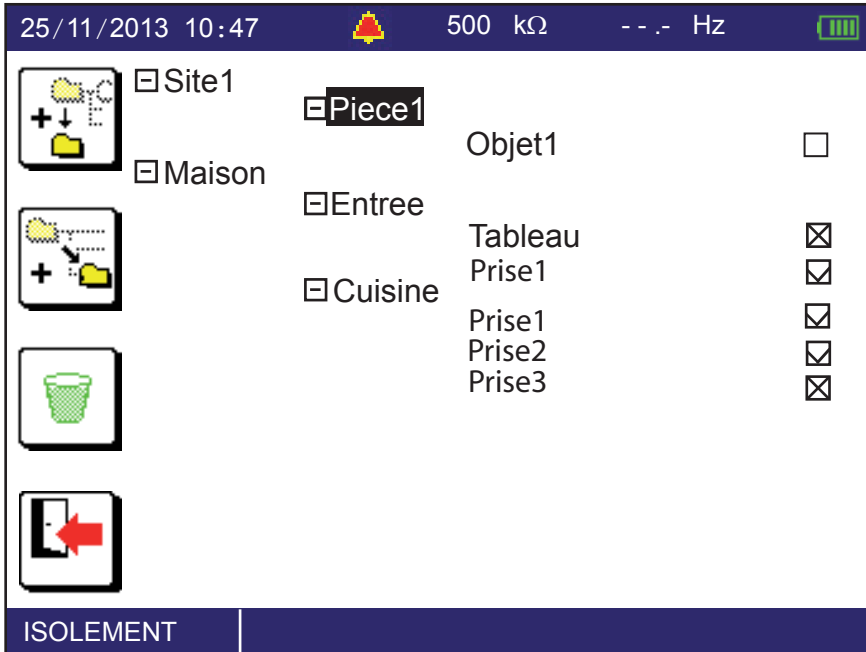 25/11/2013 10:47 500 kΩ - - .- Hz
Site1
Piece1
Objet1
Maison
Entree
Tableau
Prise1
Cuisine
Prise1
Prise2
Prise3
ISOLEMENT